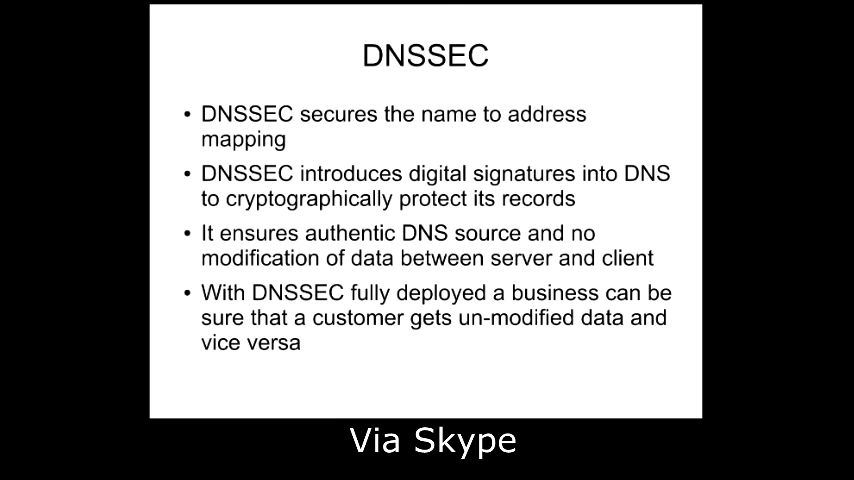 DNSSEC
• DNSSEC secures the name to address
mapping
• DNSSEC introduces digital signatures into DNS
to cryptographically protect its records
• It ensures authentic DNS source and no
modification of data between server and client
• With DNSSEC fully deployed a business can be
sure that a customer gets un-modified data and
vice versa
Via Skype